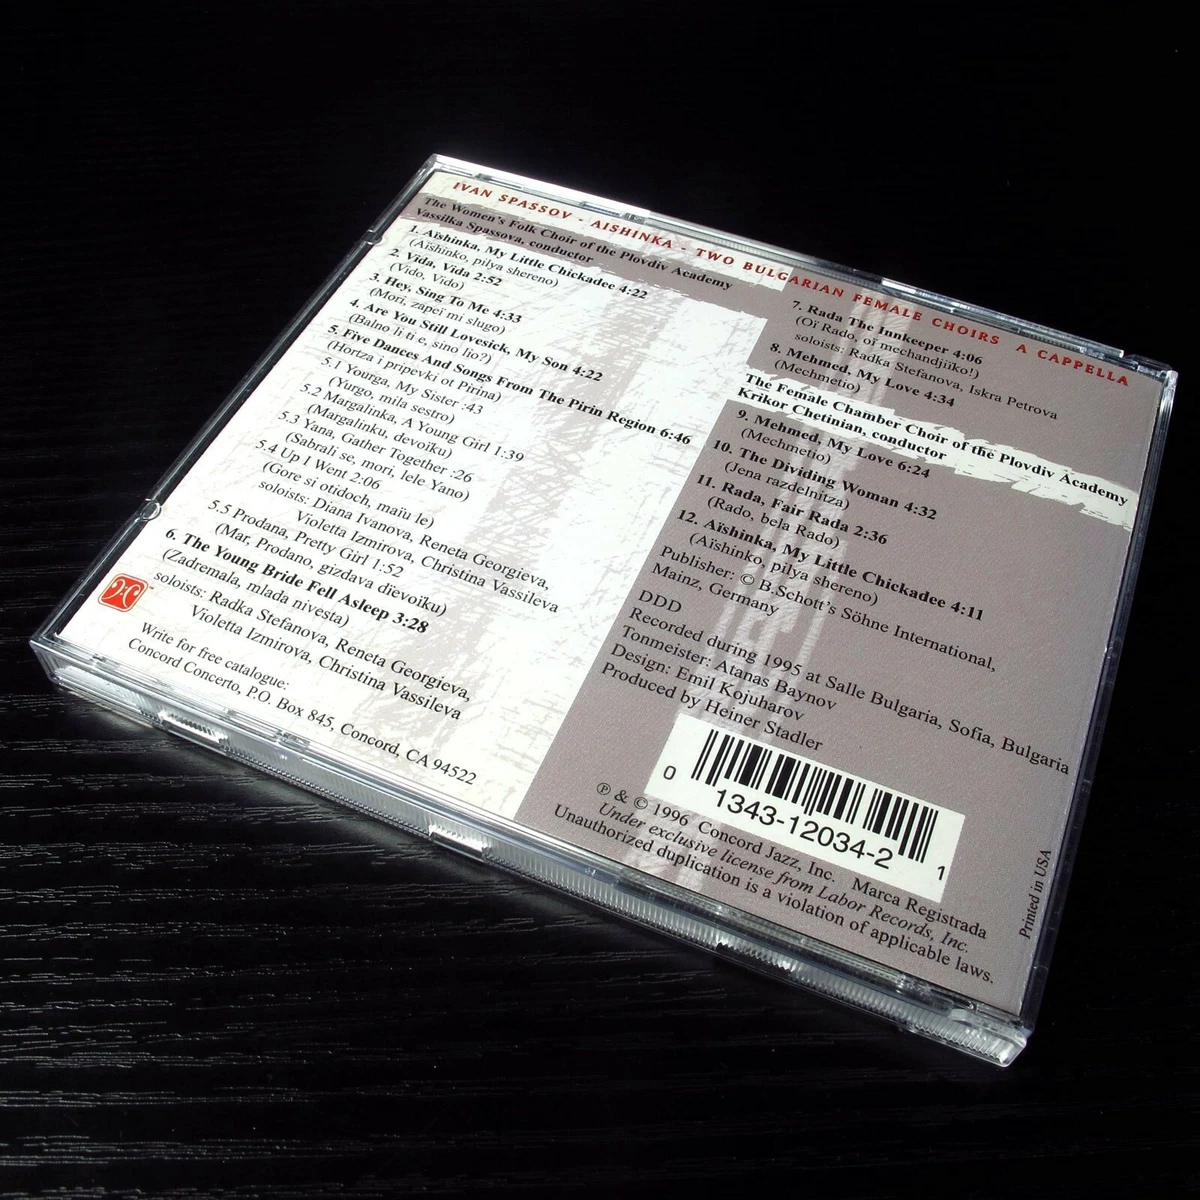 IVAN SPASSOV - AISHINKA - TWO BULGARIAN FEMALE CHOIRS A CAPPELLA
The Women's Folk Choir of the Plovdiv Academy
Vassilka Spassova, conductor
1. Aïshinka, My Little Chickadee 4:22
(Aïshinko, pilya shereno)
2. Vida, Vida 2:52
(Vido, Vido)
3. Hey, Sing To Me 4:33
(Mori, zapeï mi slugo)
4. Are You Still Lovesick, My Son 4:22
(Balno li ti e, sino lio?)
5. Five Dances And Songs From The Pirin Region 6:46
(Hortza i pripevki ot Pirina)
5.1 Yourga, My Sister :43
(Yurgo, mila sestro)
5.2 Margalinka, A Young Girl 1:39
(Margalinku, devoïku)
5.3 Yana, Gather Together :26
(Sabrali se, mori, lele Yano)
5.4 Up I Went 2:06
(Gore si otidoch, maïu le)
soloists: Diana Ivanova, Reneta Georgieva,
Violetta Izmirova, Christina Vassileva
5.5 Prodana, Pretty Girl 1:52
(Mar, Prodano, gizdava dievoïku)
6. The Young Bride Fell Asleep 3:28
(Zadremala, mlada nivesta)
soloists: Radka Stefanova, Reneta Georgieva,
Violetta Izmirova, Christina Vassileva
Write for free catalogue:
Concord Concerto, P.O. Box 845, Concord, CA 94522
7. Rada The Innkeeper 4:06
(Oï Rado, oï mechandjiiko!)
soloists: Radka Stefanova, Iskra Petrova
8. Mehmed, My Love 4:34
(Mechmetio)
The Female Chamber Choir of the Plovdiv Academy
Krikor Chetinian, conductor
9. Mehmed, My Love 6:24
(Mechmetio)
10. The Dividing Woman 4:32
(Jena razdelnitza)
11. Rada, Fair Rada 2:36
(Rado, bela Rado)
12. Aïshinka, My Little Chickadee 4:11
(Aïshinko, pilya shereno)
Publisher: © B.Schott's Söhne International,
Mainz, Germany
DDD
Recorded during 1995 at Salle Bulgaria, Sofia, Bulgaria
Tonmeister: Atanas Baynov
Design: Emil Kojuharov
Produced by Heiner Stadler
0 1343-12034-2 1
℗ & © 1996 Concord Jazz, Inc. Marca Registrada
Under exclusive license from Labor Records, Inc.
Unauthorized duplication is a violation of applicable laws.
Printed in USA